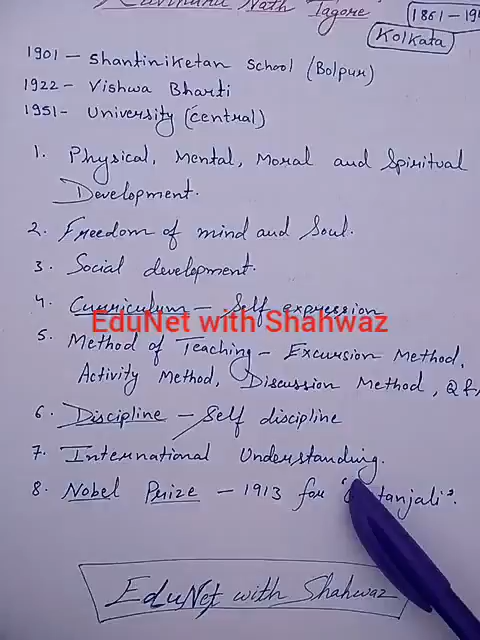 Ravindra Nath Tagore
1861-19
Kolkata
1901 - Shantiniketan School (Bolpur)
1922 - Vishwa Bharti
1951- University (central)
1. Physical, Mental, Moral and Spiritual
Development.
2. Freedom of mind and Soul.
3. Social development.
4. Curriculum - Self expression
EduNet with Shahwaz
5. Method of Teaching - Excursion Method,
Activity Method, Discussion Method, Q &
6. Discipline - Self discipline
7. International Understanding.
8. Nobel Prize - 1913 for tanjali".
EduNet with Shahwaz